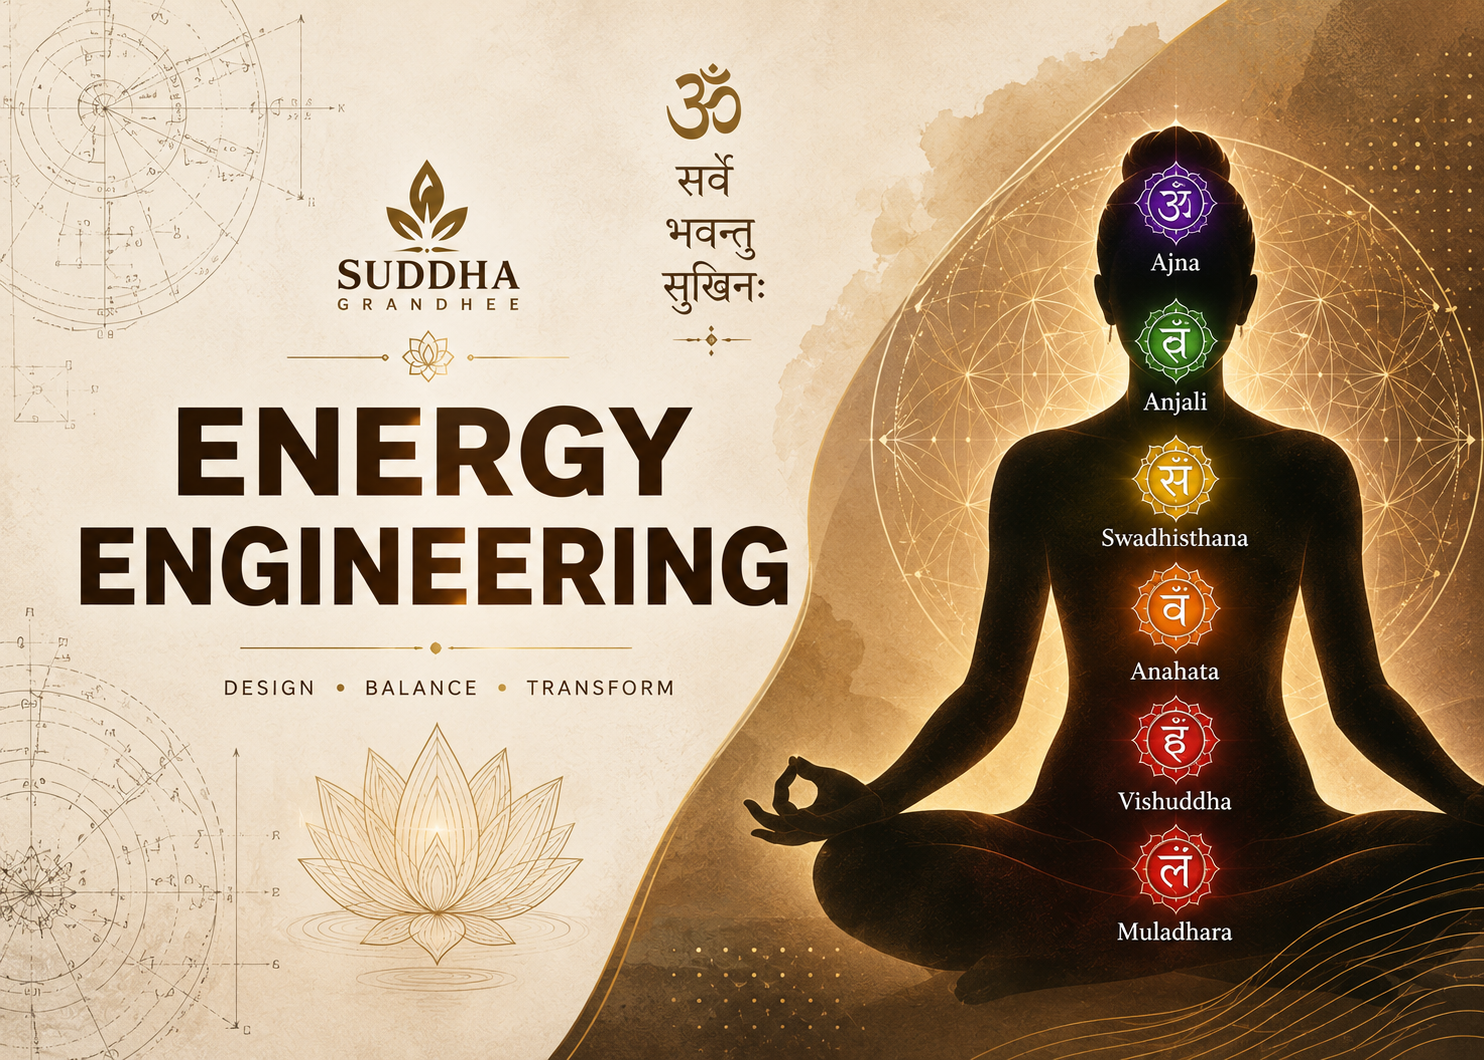 ॐ
सर्वे
भवन्तु
सुखिनः
SUDDHA
GRANDHEE
ENERGY
ENGINEERING
DESIGN • BALANCE • TRANSFORM
ॐ
Ajna
वँ
Anjali
सँ
Swadhisthana
वँ
Anahata
हँ
Vishuddha
लँ
Muladhara